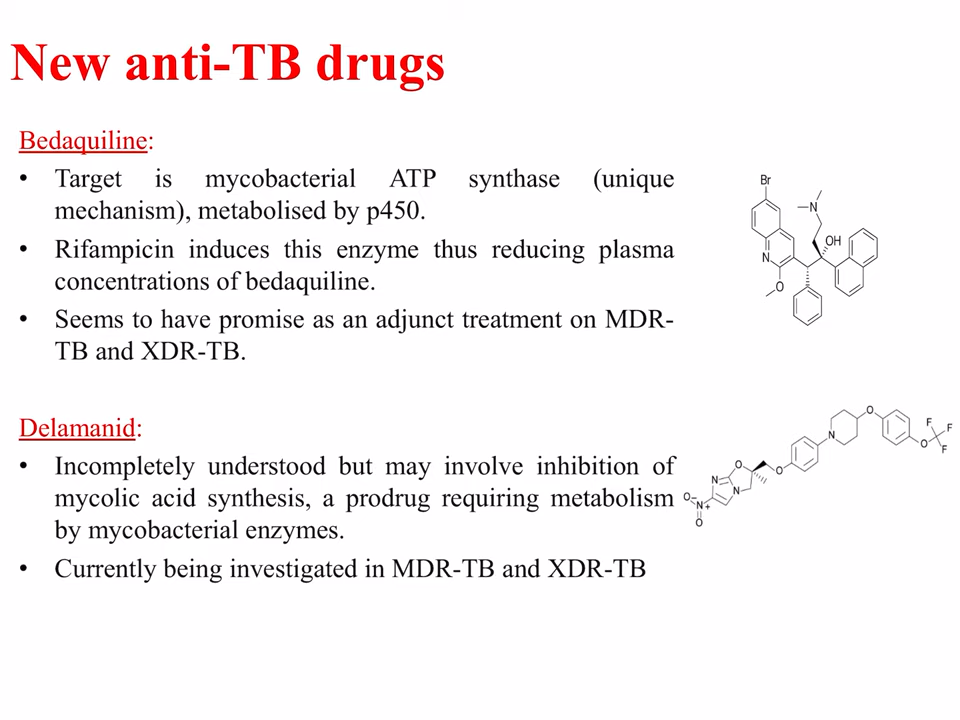 New anti-TB drugs
Bedaquiline:
• Target is mycobacterial ATP synthase (unique
mechanism), metabolised by p450.
• Rifampicin induces this enzyme thus reducing plasma
concentrations of bedaquiline.
• Seems to have promise as an adjunct treatment on MDR-
TB and XDR-TB.
Br
N
OH
N
O
Delamanid:
• Incompletely understood but may involve inhibition of
mycolic acid synthesis, a prodrug requiring metabolism
by mycobacterial enzymes.
• Currently being investigated in MDR-TB and XDR-TB
O
F
F
N
O
F
O
O
N
O⁻
N
N⁺
O